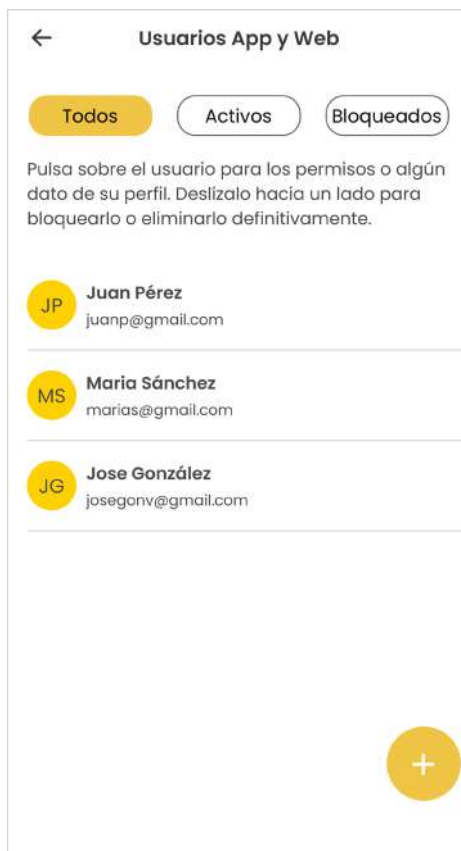 Usuarios App y Web
Todos
Activos
Bloqueados
Pulsa sobre el usuario para los permisos o algún
dato de su perfil. Deslízalo hacia un lado para
bloquearlo o eliminarlo definitivamente.
JP
Juan Pérez
juanp@gmail.com
MS
Maria Sánchez
marias@gmail.com
JG
Jose González
josegonv@gmail.com
+